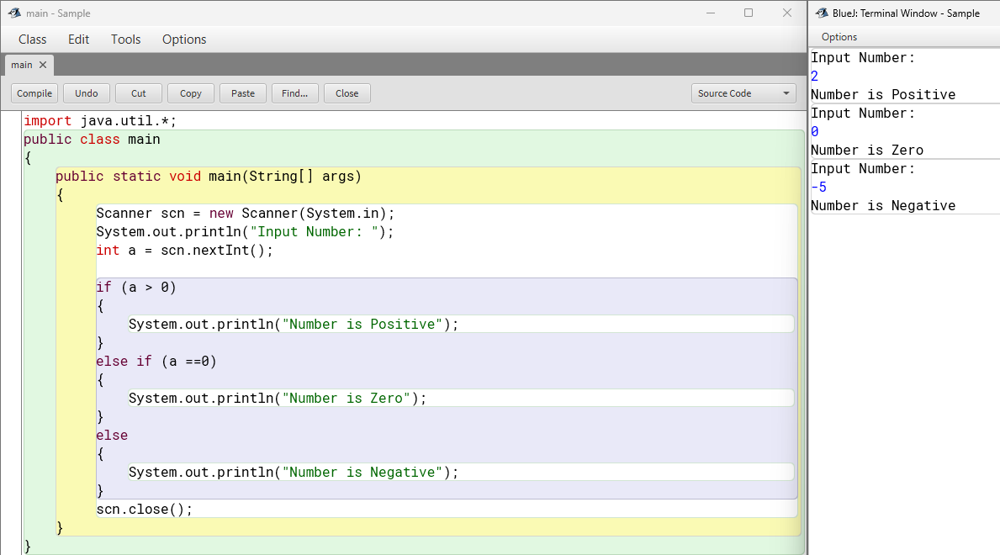 main - Sample
Class Edit Tools Options
main
Compile Undo Cut Copy Paste Find... Close Source Code
import java.util.*;
public class main
{
public static void main(String[] args)
{
Scanner scn = new Scanner(System.in);
System.out.println("Input Number: ");
int a = scn.nextInt();
if (a > 0)
{
System.out.println("Number is Positive");
}
else if (a ==0)
{
System.out.println("Number is Zero");
}
else
{
System.out.println("Number is Negative");
}
scn.close();
}
}
BlueJ: Terminal Window - Sample
Options
Input Number:
2
Number is Positive
Input Number:
0
Number is Zero
Input Number:
-5
Number is Negative